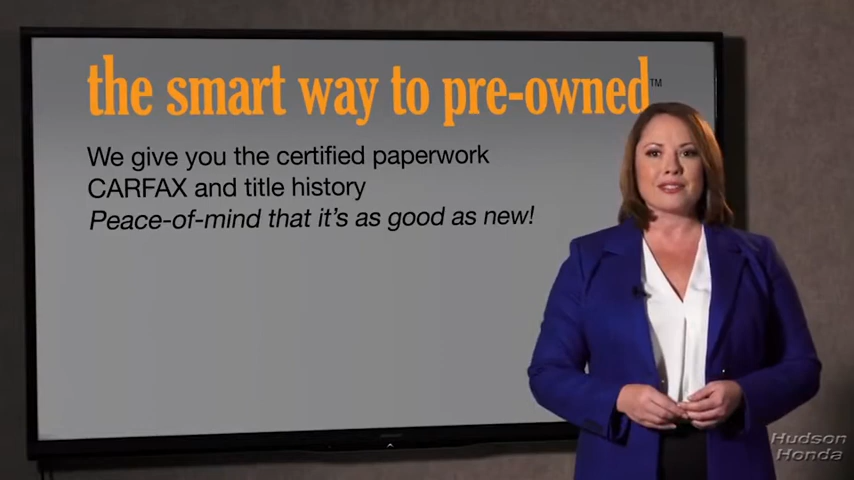 the smart way to pre-owned™
We give you the certified paperwork
CARFAX and title history
Peace-of-mind that it's as good as new!
Hudson
Honda